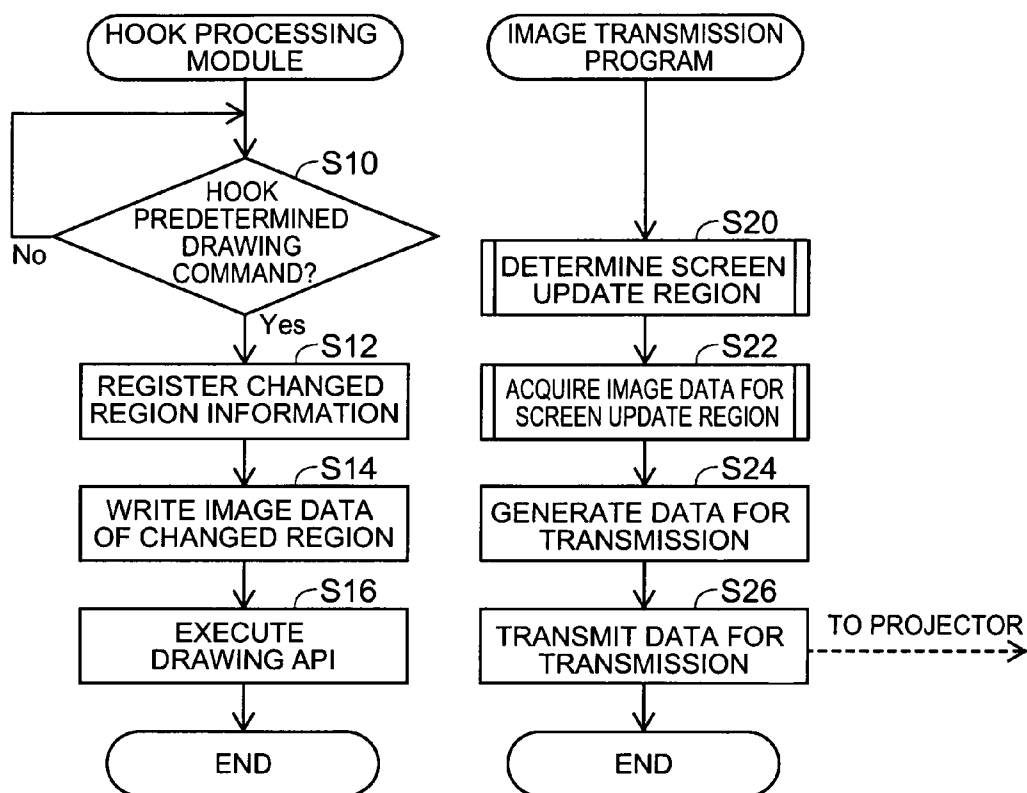 HOOK PROCESSING
MODULE
S10
HOOK
PREDETERMINED
DRAWING
COMMAND?
No
Yes
S12
REGISTER CHANGED
REGION INFORMATION
S14
WRITE IMAGE DATA
OF CHANGED REGION
S16
EXECUTE
DRAWING API
END
IMAGE TRANSMISSION
PROGRAM
S20
DETERMINE SCREEN
UPDATE REGION
S22
ACQUIRE IMAGE DATA FOR
SCREEN UPDATE REGION
S24
GENERATE DATA FOR
TRANSMISSION
S26
TRANSMIT DATA FOR
TRANSMISSION
TO PROJECTOR
END